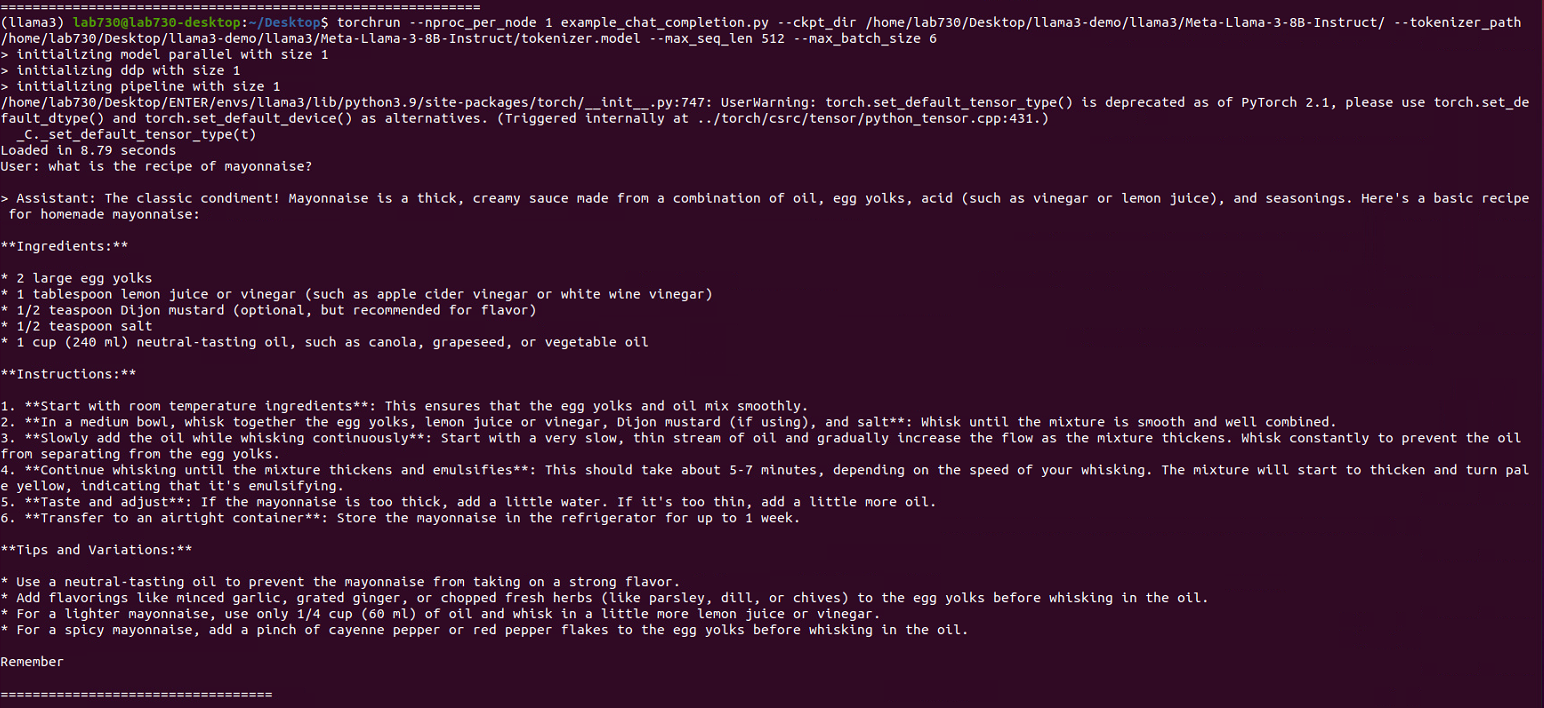 ============================================================
(llama3) lab730@lab730-desktop:~/Desktop$ torchrun --nproc_per_node 1 example_chat_completion.py --ckpt_dir /home/lab730/Desktop/llama3-demo/llama3/Meta-Llama-3-8B-Instruct/ --tokenizer_path
/home/lab730/Desktop/llama3-demo/llama3/Meta-Llama-3-8B-Instruct/tokenizer.model --max_seq_len 512 --max_batch_size 6
> initializing model parallel with size 1
> initializing ddp with size 1
> initializing pipeline with size 1
/home/lab730/Desktop/ENTER/envs/llama3/lib/python3.9/site-packages/torch/__init__.py:747: UserWarning: torch.set_default_tensor_type() is deprecated as of PyTorch 2.1, please use torch.set_de
fault_dtype() and torch.set_default_device() as alternatives. (Triggered internally at ../torch/csrc/tensor/python_tensor.cpp:431.)
  _C._set_default_tensor_type(t)
Loaded in 8.79 seconds
User: what is the recipe of mayonnaise?

> Assistant: The classic condiment! Mayonnaise is a thick, creamy sauce made from a combination of oil, egg yolks, acid (such as vinegar or lemon juice), and seasonings. Here's a basic recipe
 for homemade mayonnaise:

**Ingredients:**

* 2 large egg yolks
* 1 tablespoon lemon juice or vinegar (such as apple cider vinegar or white wine vinegar)
* 1/2 teaspoon Dijon mustard (optional, but recommended for flavor)
* 1/2 teaspoon salt
* 1 cup (240 ml) neutral-tasting oil, such as canola, grapeseed, or vegetable oil

**Instructions:**

1. **Start with room temperature ingredients**: This ensures that the egg yolks and oil mix smoothly.
2. **In a medium bowl, whisk together the egg yolks, lemon juice or vinegar, Dijon mustard (if using), and salt**: Whisk until the mixture is smooth and well combined.
3. **Slowly add the oil while whisking continuously**: Start with a very slow, thin stream of oil and gradually increase the flow as the mixture thickens. Whisk constantly to prevent the oil
from separating from the egg yolks.
4. **Continue whisking until the mixture thickens and emulsifies**: This should take about 5-7 minutes, depending on the speed of your whisking. The mixture will start to thicken and turn pal
e yellow, indicating that it's emulsifying.
5. **Taste and adjust**: If the mayonnaise is too thick, add a little water. If it's too thin, add a little more oil.
6. **Transfer to an airtight container**: Store the mayonnaise in the refrigerator for up to 1 week.

**Tips and Variations:**

* Use a neutral-tasting oil to prevent the mayonnaise from taking on a strong flavor.
* Add flavorings like minced garlic, grated ginger, or chopped fresh herbs (like parsley, dill, or chives) to the egg yolks before whisking in the oil.
* For a lighter mayonnaise, use only 1/4 cup (60 ml) of oil and whisk in a little more lemon juice or vinegar.
* For a spicy mayonnaise, add a pinch of cayenne pepper or red pepper flakes to the egg yolks before whisking in the oil.

Remember

==================================